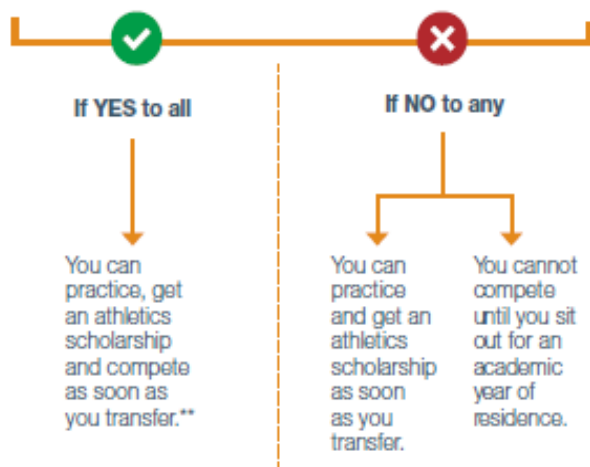 If YES to all
You can
practice, get
an athletics
scholarship
and compete
as soon as
you transfer.**
If NO to any
You can
practice
and get an
athletics
scholarship
as soon
as you
transfer.
You cannot
compete
until you sit
out for an
academic
year of
residence.